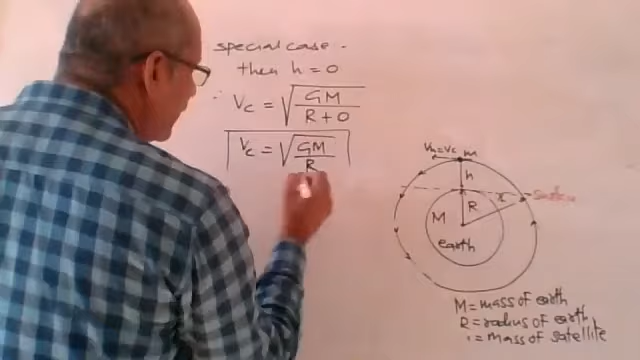 special case.
then h = 0
∴ Vc = √GM/R+0
Vc = √GM/R
Vh=Vc m
h
R r
M
earth
M = mass of earth
R = radius of earth
= mass of satellite